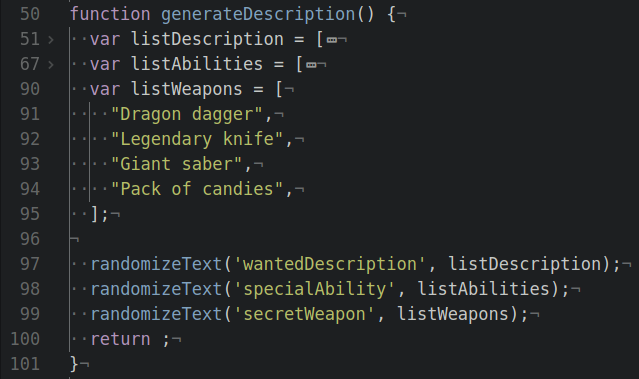 50 function generateDescription() {¬
51 › ··var listDescription = […¬
67 › ··var listAbilities = […¬
90 ··var listWeapons = [¬
91 ····"Dragon dagger",¬
92 ····"Legendary knife",¬
93 ····"Giant saber",¬
94 ····"Pack of candies",¬
95 ··];¬
96 ¬
97 ··randomizeText('wantedDescription', listDescription);¬
98 ··randomizeText('specialAbility', listAbilities);¬
99 ··randomizeText('secretWeapon', listWeapons);¬
100 ··return ;¬
101 }¬